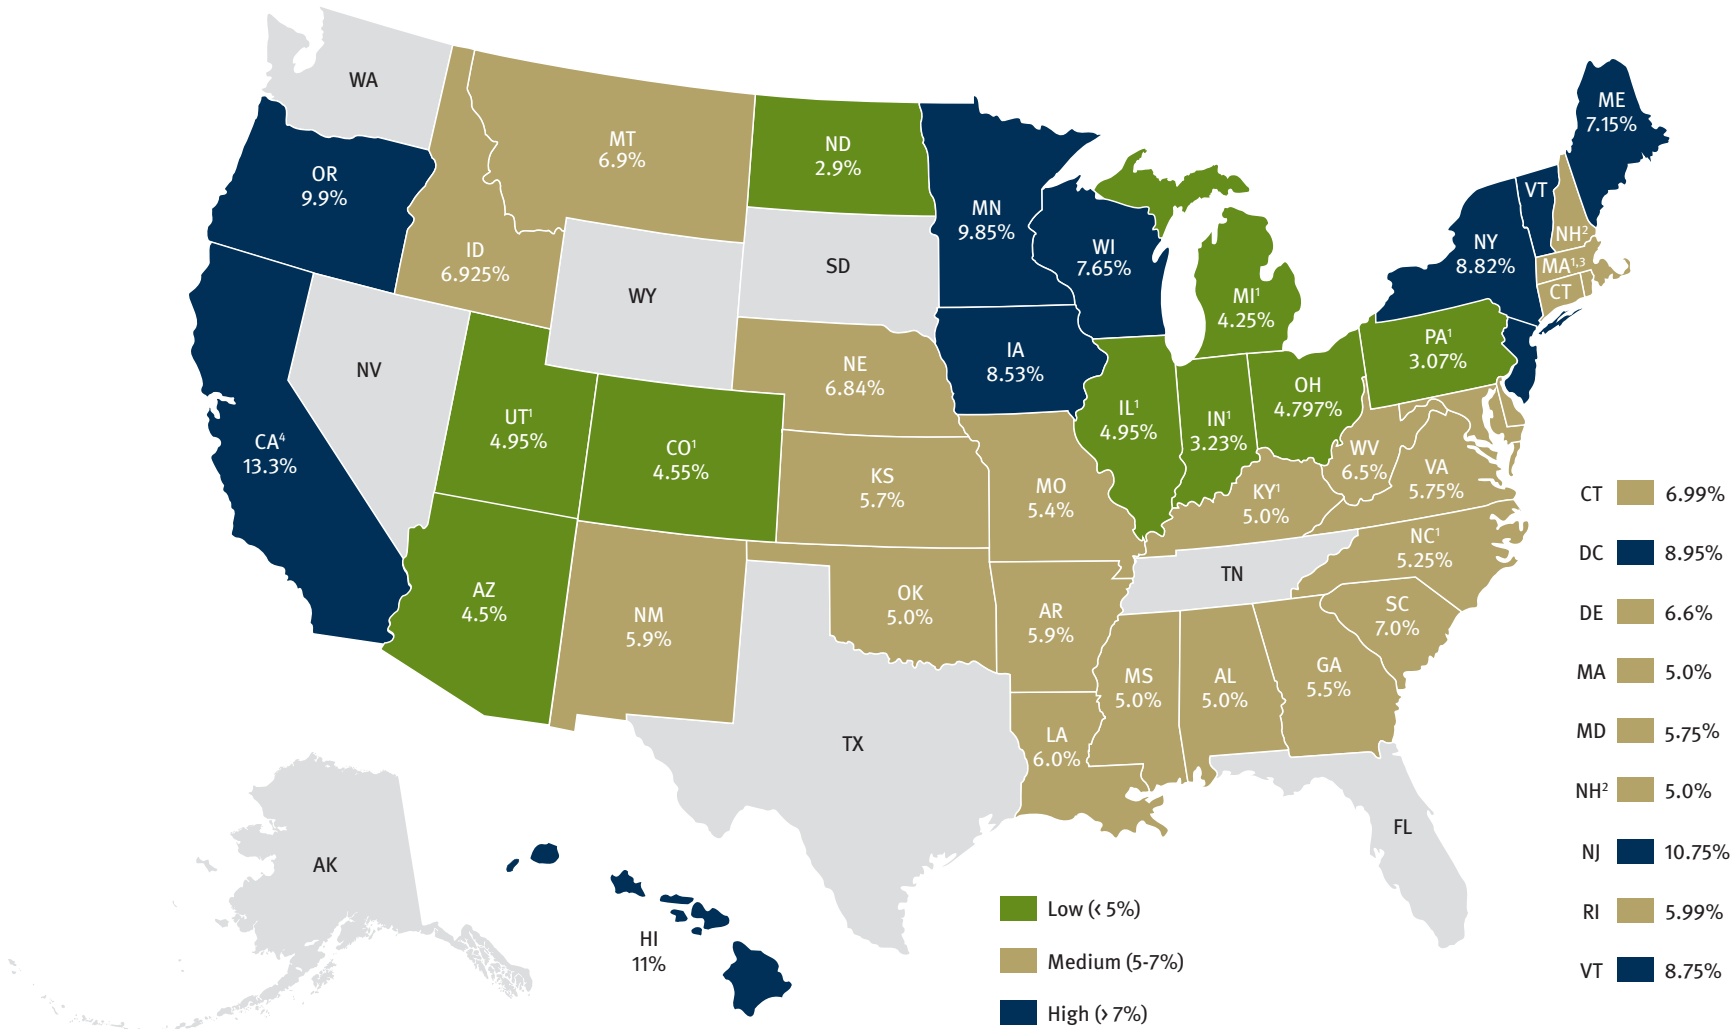 WA
OR
9.9%
CA⁴
13.3%
NV
ID
6.925%
MT
6.9%
WY
UT¹
4.95%
CO¹
4.55%
AZ
4.5%
NM
5.9%
ND
2.9%
SD
NE
6.84%
KS
5.7%
OK
5.0%
TX
MN
9.85%
IA
8.53%
MO
5.4%
AR
5.9%
LA
6.0%
WI
7.65%
IL¹
4.95%
MI¹
4.25%
IN¹
3.23%
OH
4.797%
KY¹
5.0%
TN
MS
5.0%
AL
5.0%
GA
5.5%
FL
SC
7.0%
NC¹
5.25%
VA
5.75%
WV
6.5%
PA¹
3.07%
NY
8.82%
VT
NH²
MA¹,³
CT
ME
7.15%
AK
HI
11%
Low (< 5%)
Medium (5-7%)
High (> 7%)
CT 6.99%
DC 8.95%
DE 6.6%
MA 5.0%
MD 5.75%
NH² 5.0%
NJ 10.75%
RI 5.99%
VT 8.75%